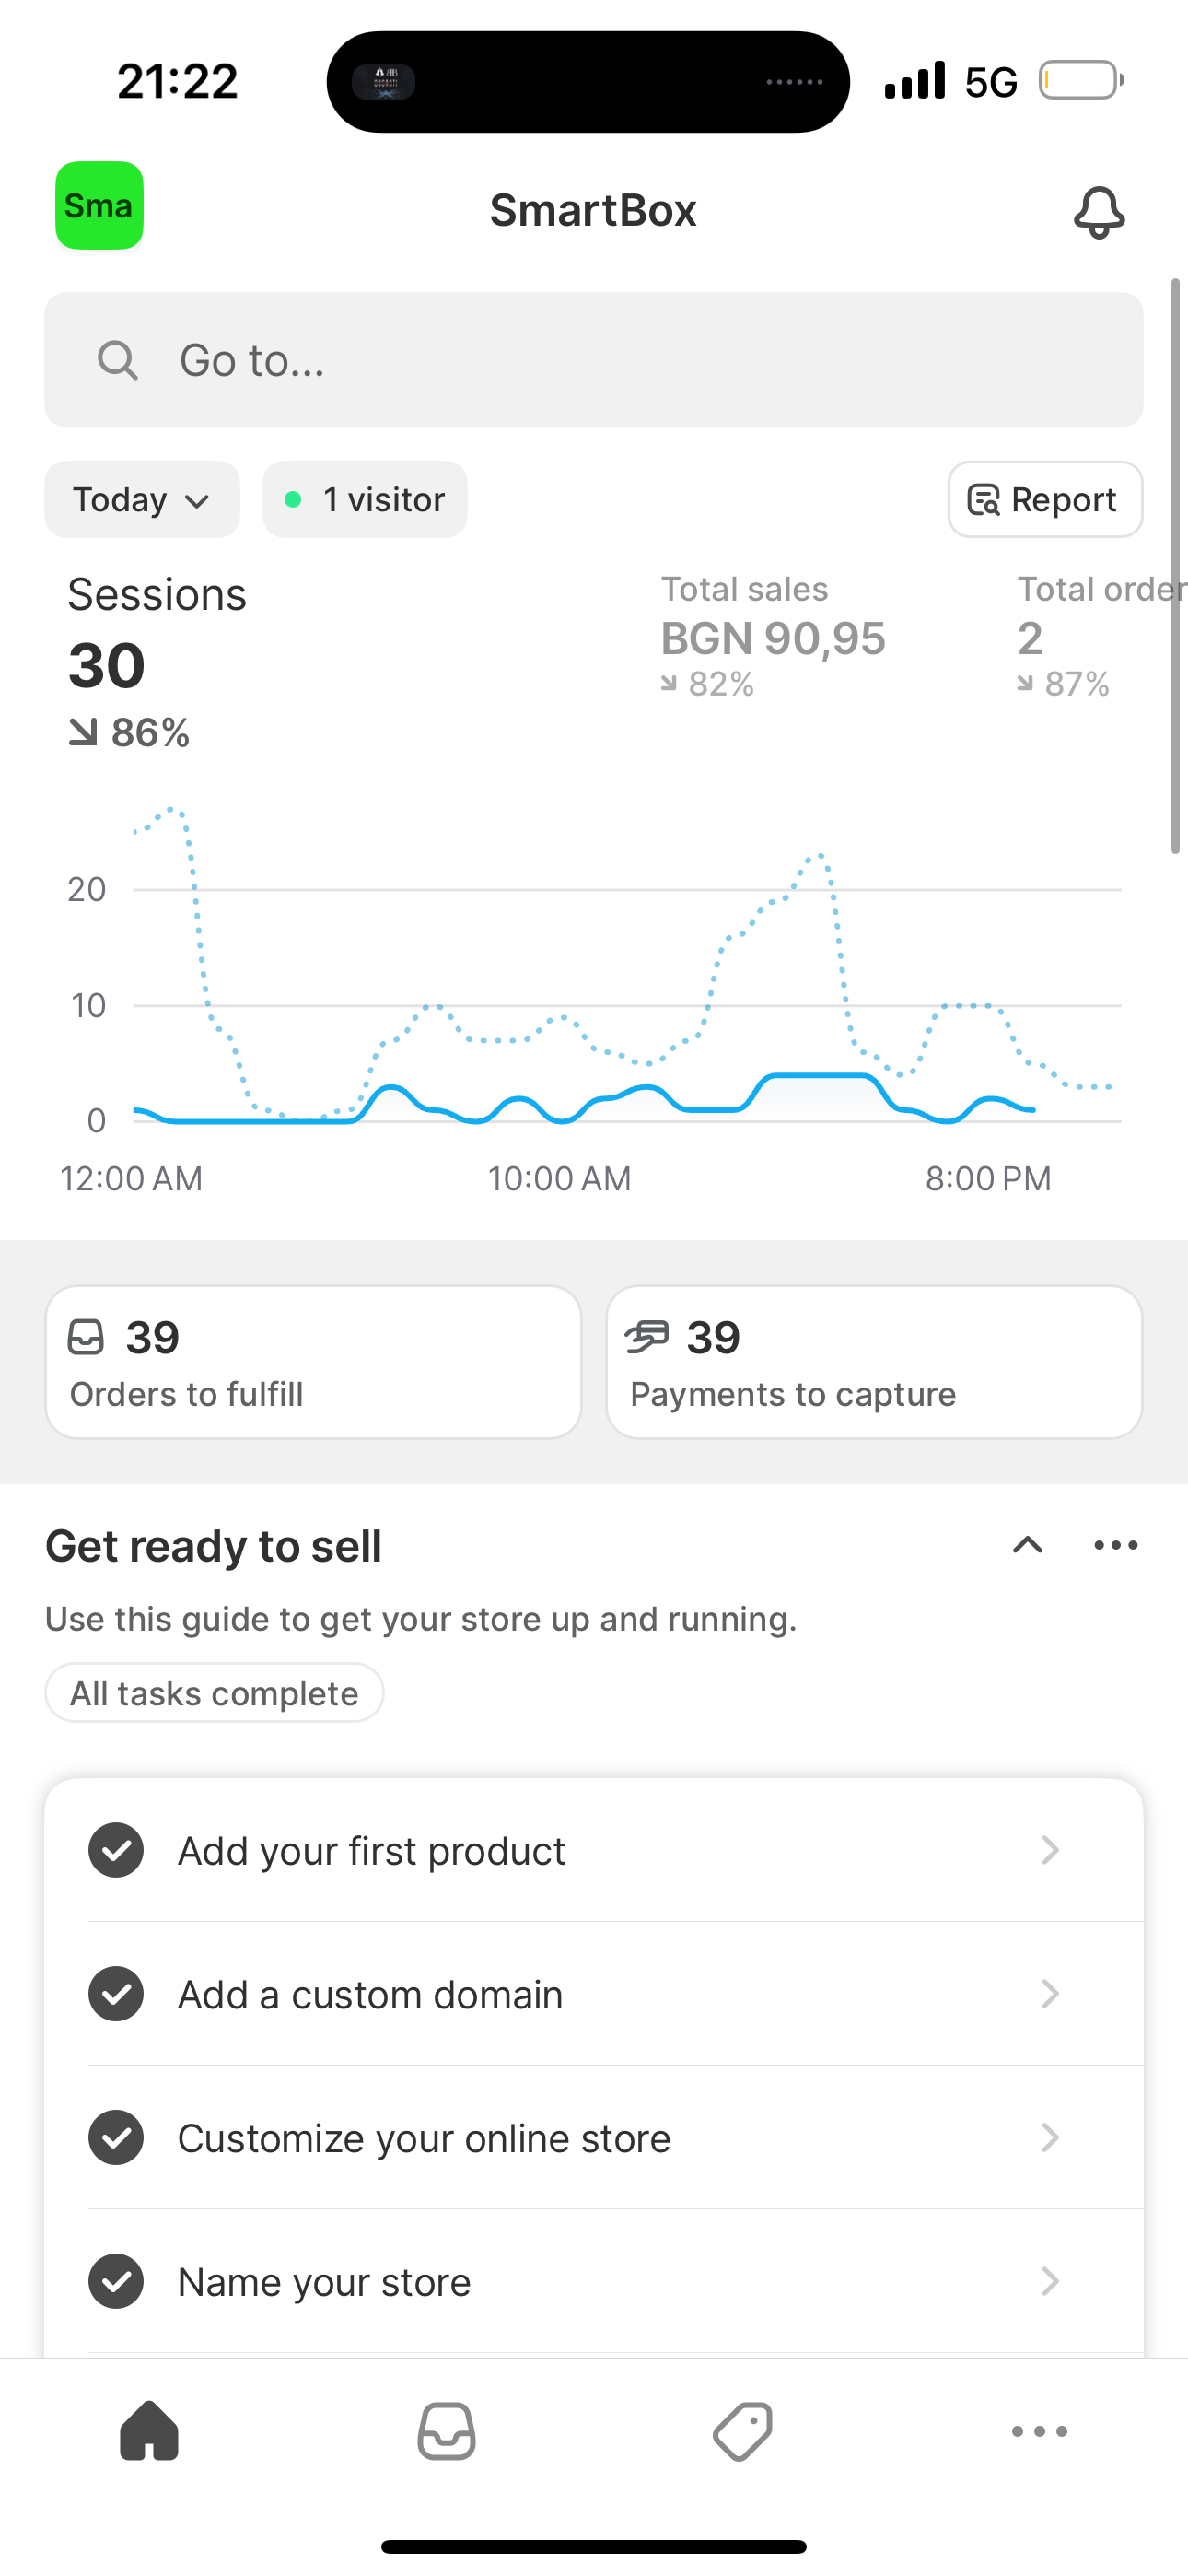 21:22
5G
Sma
SmartBox
Go to...
Today
1 visitor
Report
Sessions
30
86%
Total sales
BGN 90,95
82%
Total order
2
87%
20
10
0
12:00 AM
10:00 AM
8:00 PM
39
Orders to fulfill
39
Payments to capture
Get ready to sell
Use this guide to get your store up and running.
All tasks complete
Add your first product
Add a custom domain
Customize your online store
Name your store